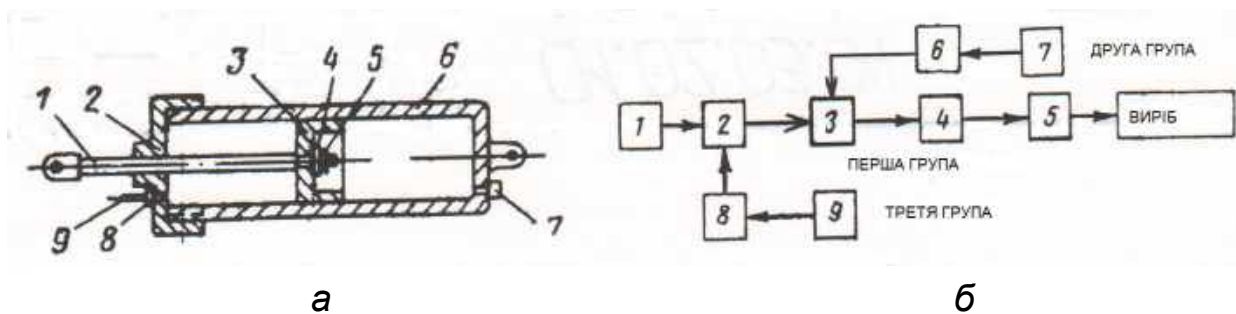 3 4 5 6
1 2
9 8 7
а
6 7 ДРУГА ГРУПА
1 2 3 4 5 ВИРІБ
ПЕРША ГРУПА
8 9 ТРЕТЯ ГРУПА
б